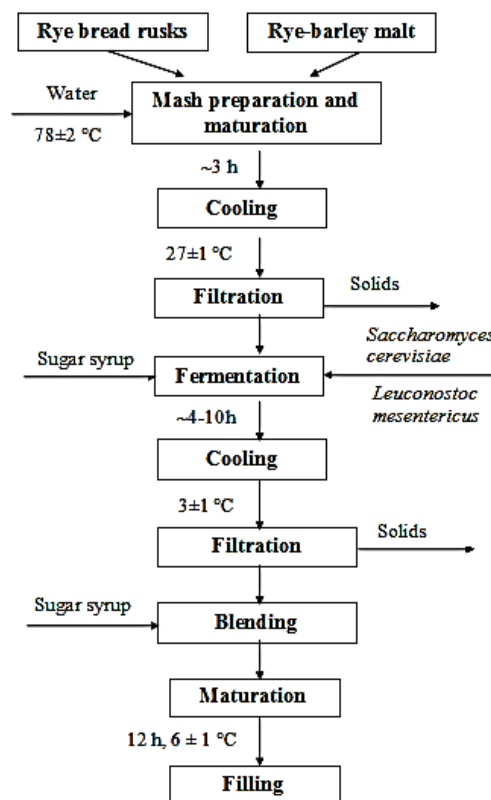 Rye bread rusks
Rye-barley malt
Water
78±2 °C
Mash preparation and
maturation
~3 h
Cooling
27±1 °C
Filtration
Solids
Saccharomyces
cerevisiae
Sugar syrup
Fermentation
Leuconostoc
mesentericus
~4-10h
Cooling
3±1 °C
Filtration
Solids
Sugar syrup
Blending
Maturation
12 h, 6 ± 1 °C
Filling